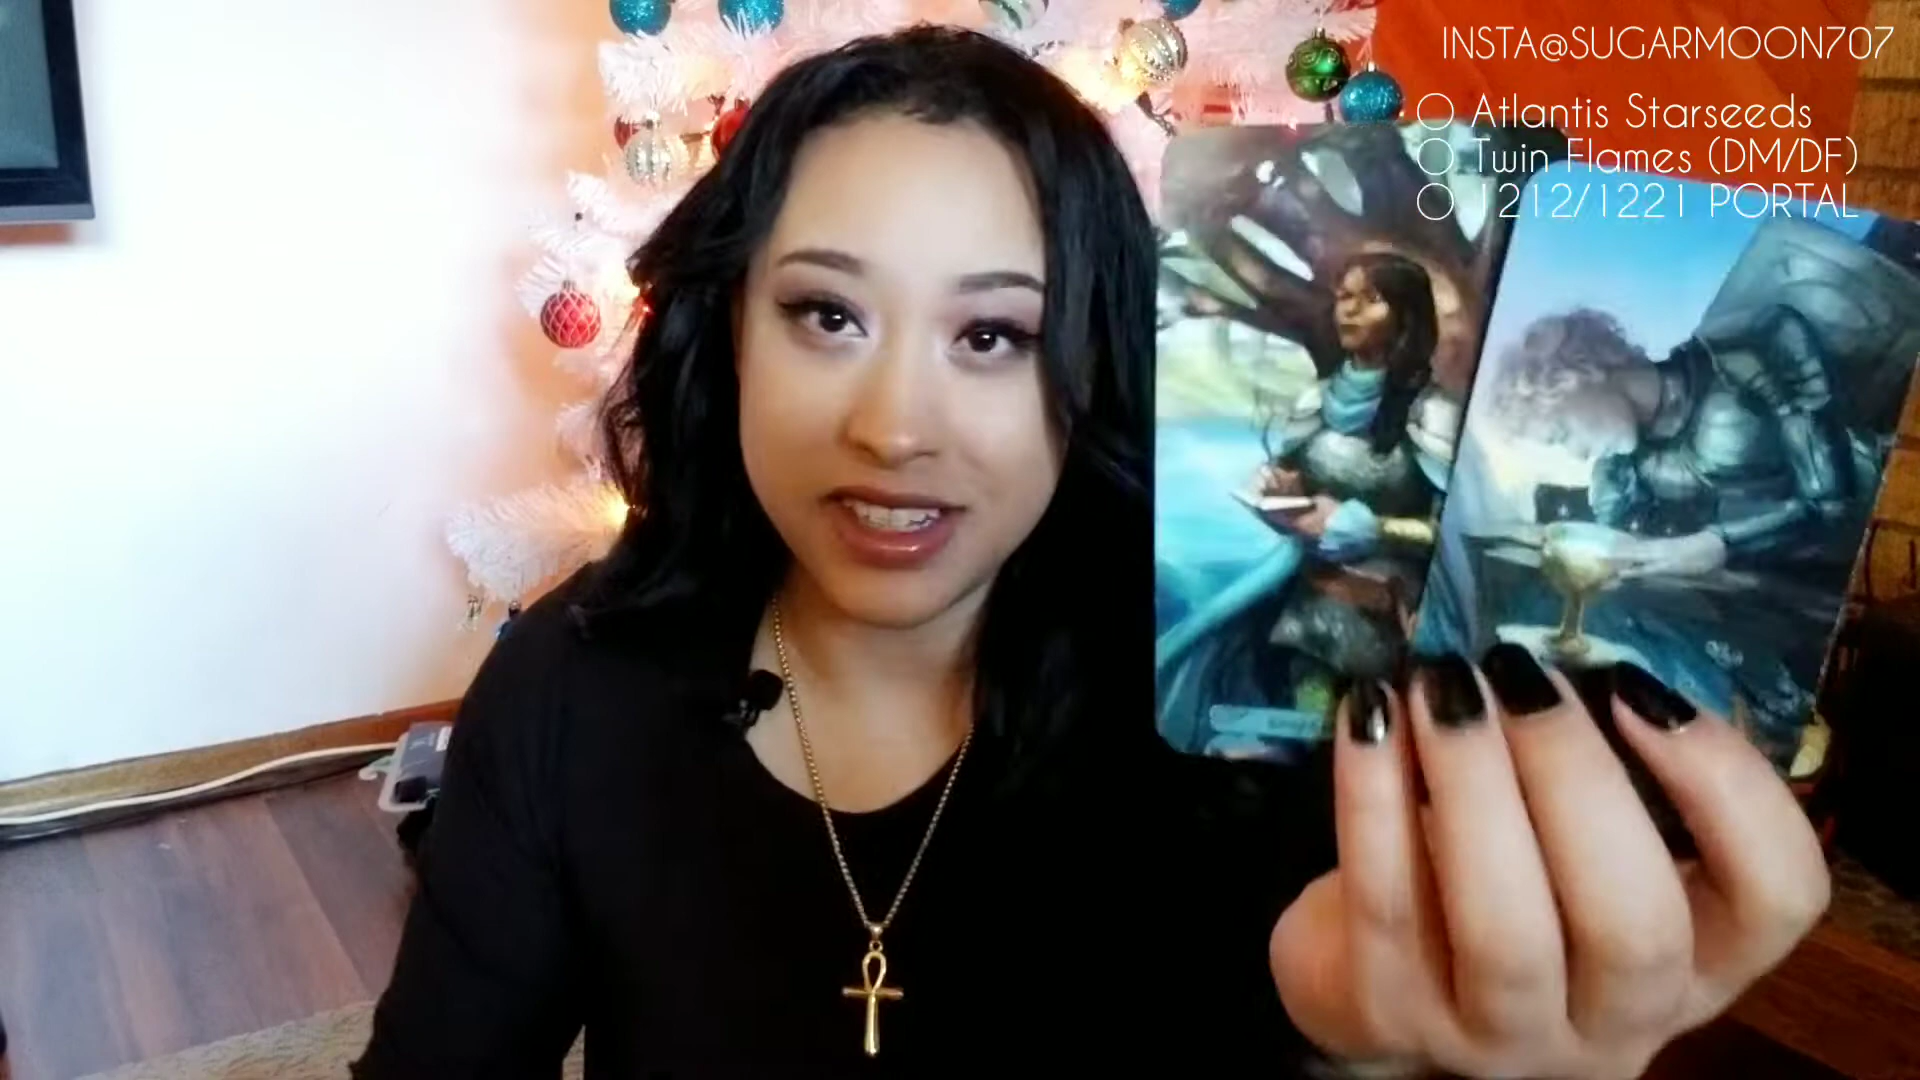 INSTA@SUGARMOON707
Atlantis Starseeds
Twin Flames (DM/DF)
1212/1221 PORTAL